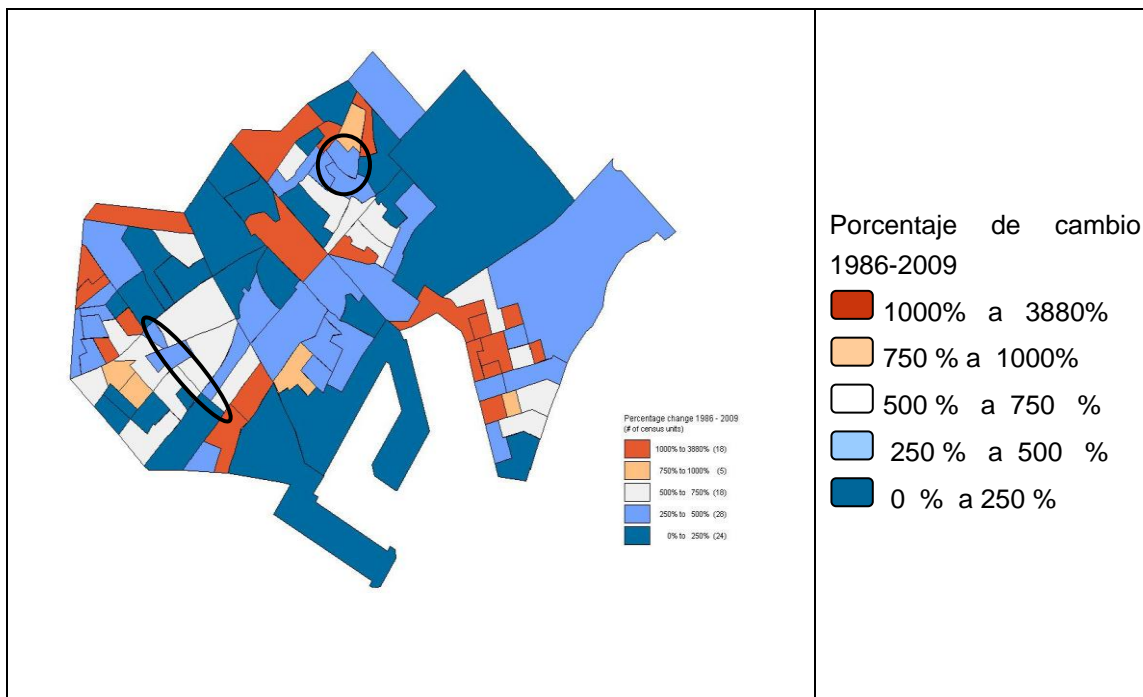 Percentage change 1986 - 2009
(# of census units)
1000% to 3880% (18)
750% to 1000% (5)
500% to 750% (18)
250% to 500% (28)
0% to 250% (24)
Porcentaje de cambio
1986-2009
1000% a 3880%
750 % a 1000%
500 % a 750 %
250 % a 500 %
0 % a 250 %